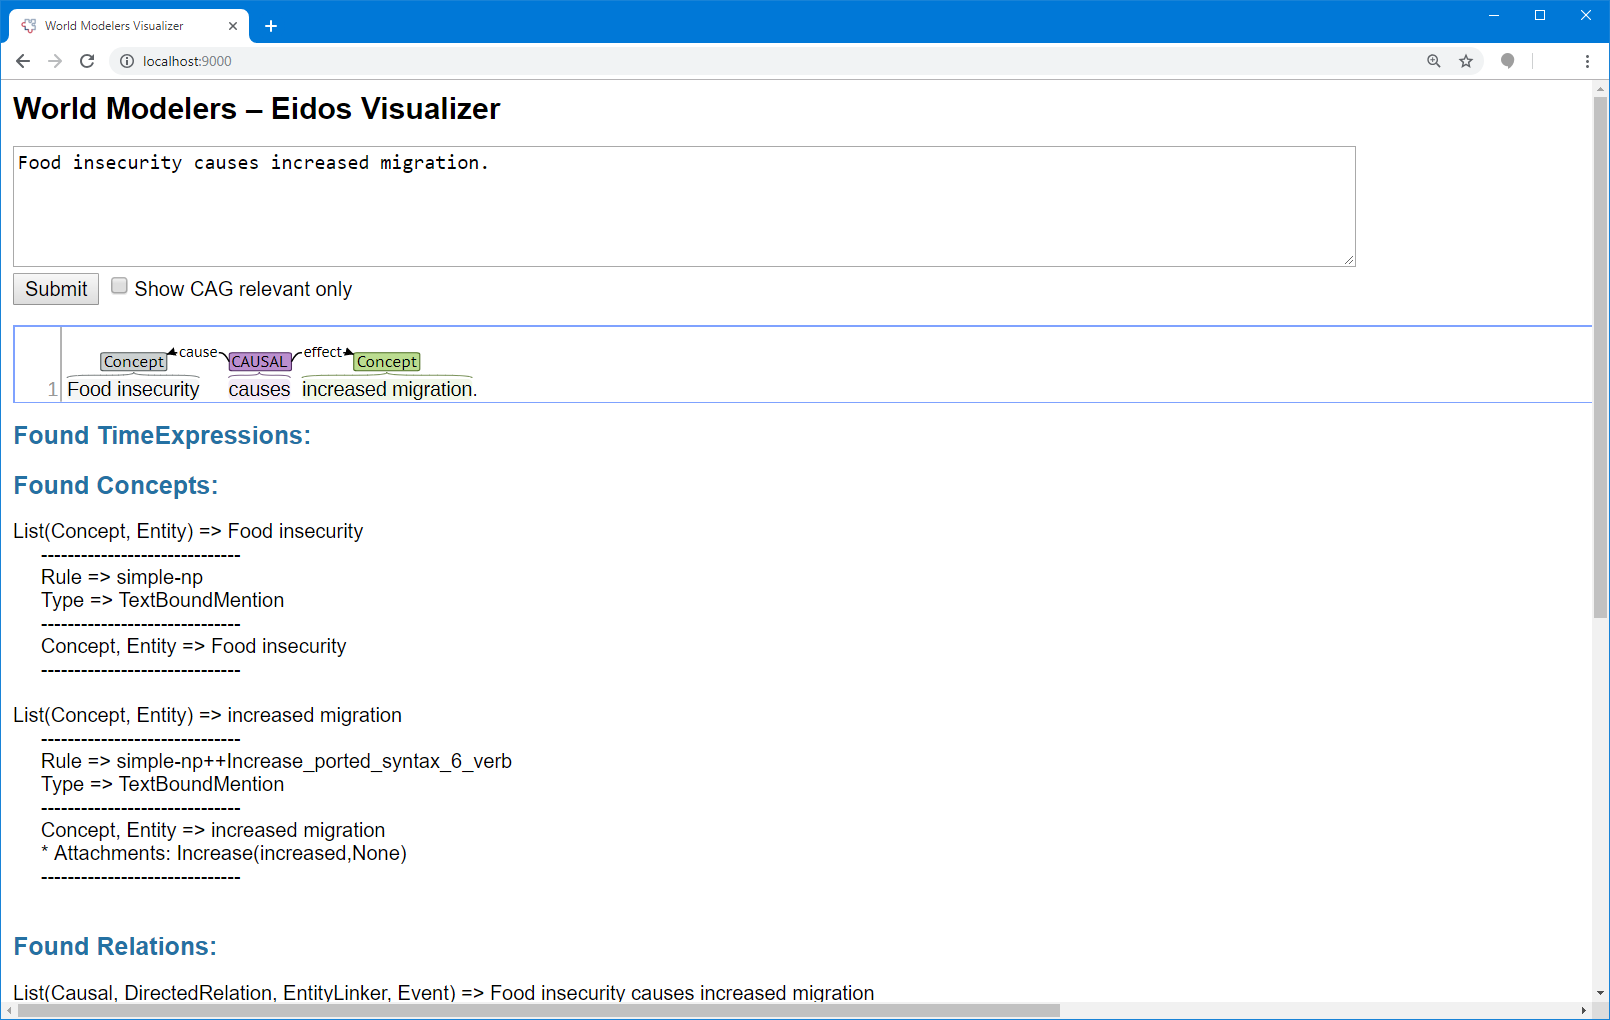 World Modelers Visualizer
localhost:9000
World Modelers – Eidos Visualizer
Food insecurity causes increased migration.
Submit Show CAG relevant only
Concept cause CAUSAL effect Concept
1 Food insecurity causes increased migration.
Found TimeExpressions:
Found Concepts:
List(Concept, Entity) => Food insecurity
------------------------------
Rule => simple-np
Type => TextBoundMention
------------------------------
Concept, Entity => Food insecurity
------------------------------
List(Concept, Entity) => increased migration
------------------------------
Rule => simple-np++Increase_ported_syntax_6_verb
Type => TextBoundMention
------------------------------
Concept, Entity => increased migration
* Attachments: Increase(increased,None)
------------------------------
Found Relations:
List(Causal, DirectedRelation, EntityLinker, Event) => Food insecurity causes increased migration